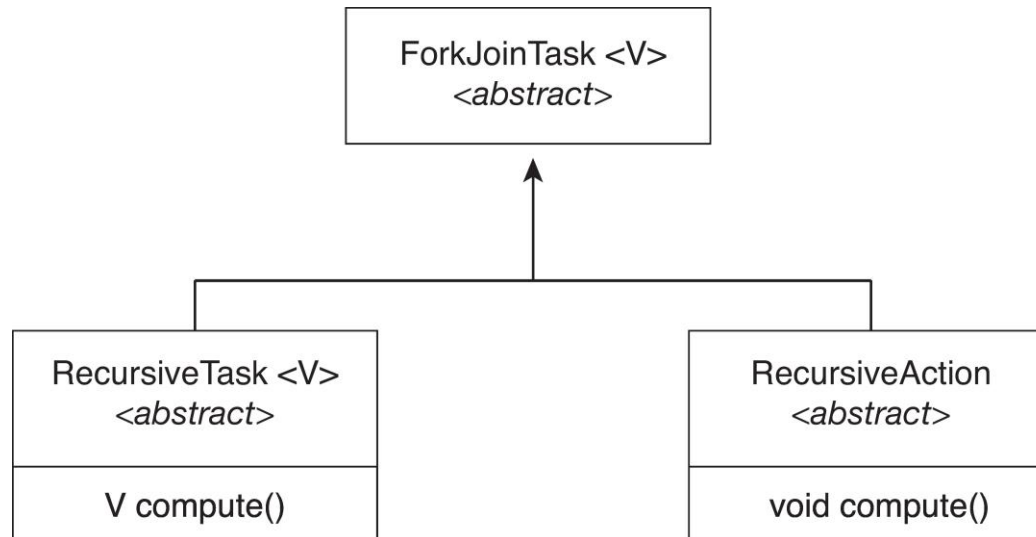 ForkJoinTask <V>
<abstract>
RecursiveTask <V>
<abstract>
V compute()
RecursiveAction
<abstract>
void compute()